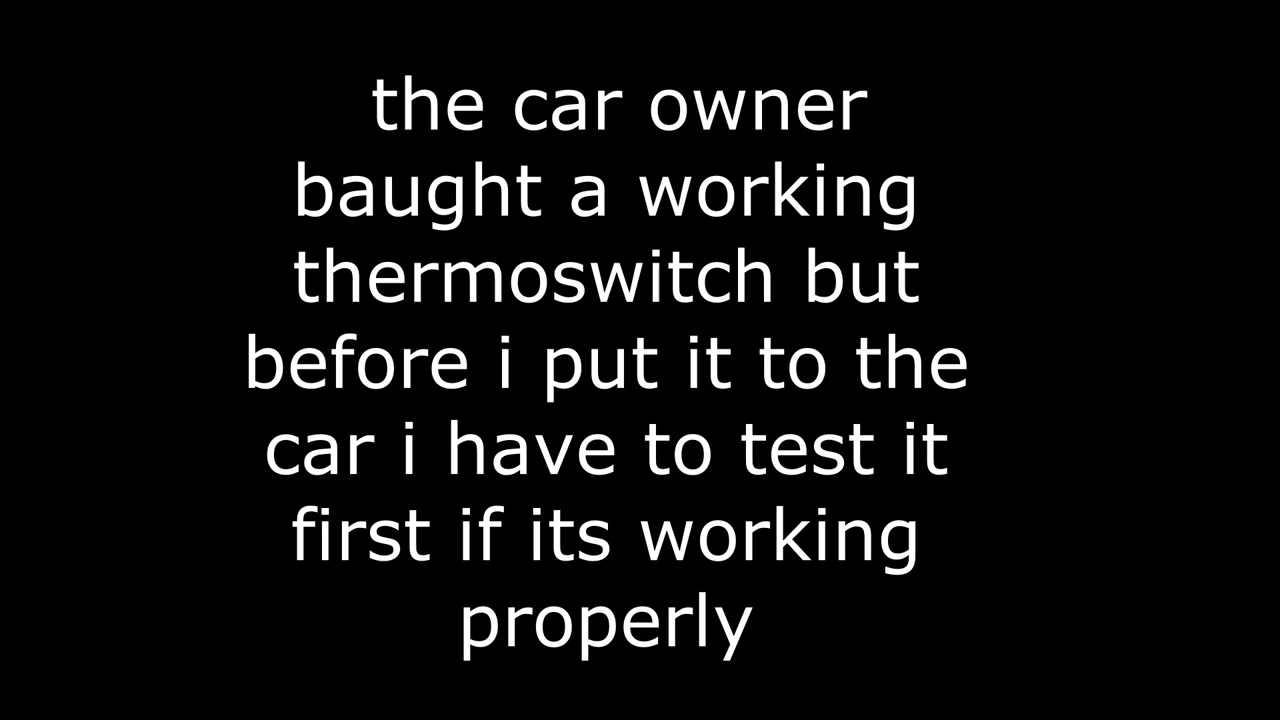 the car owner
baught a working
thermoswitch but
before i put it to the
car i have to test it
first if its working
properly